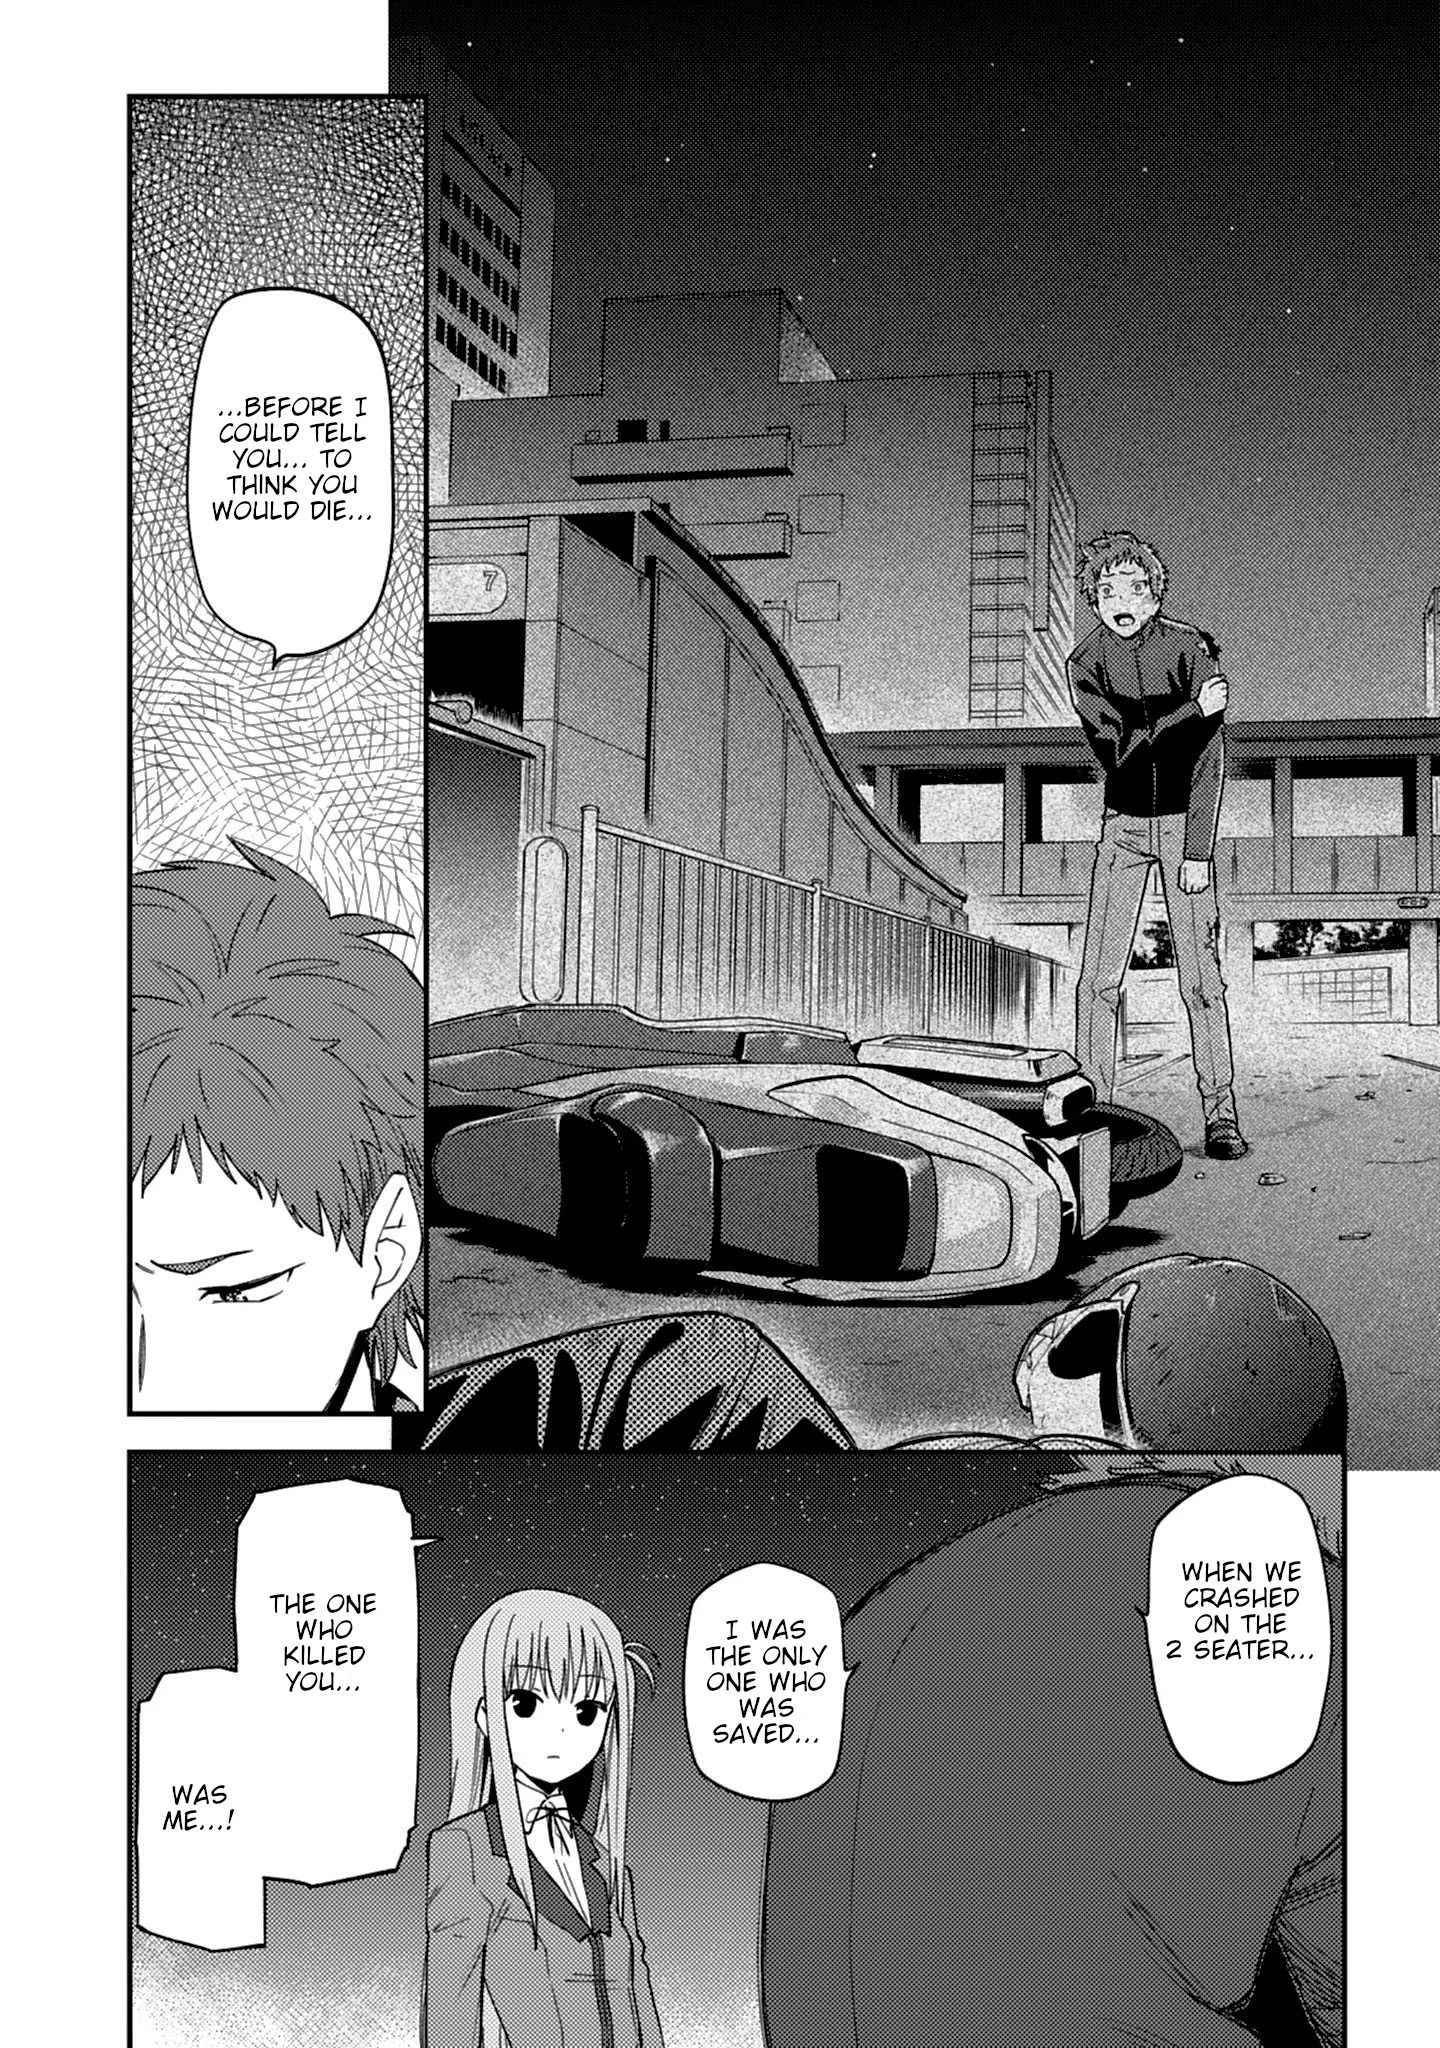 7
...BEFORE I
COULD TELL
YOU... TO
THINK YOU
WOULD DIE...
WHEN WE
CRASHED
ON THE
2 SEATER...
I WAS
THE ONLY
ONE WHO
WAS
SAVED...
THE ONE
WHO
KILLED
YOU...
WAS
ME...!